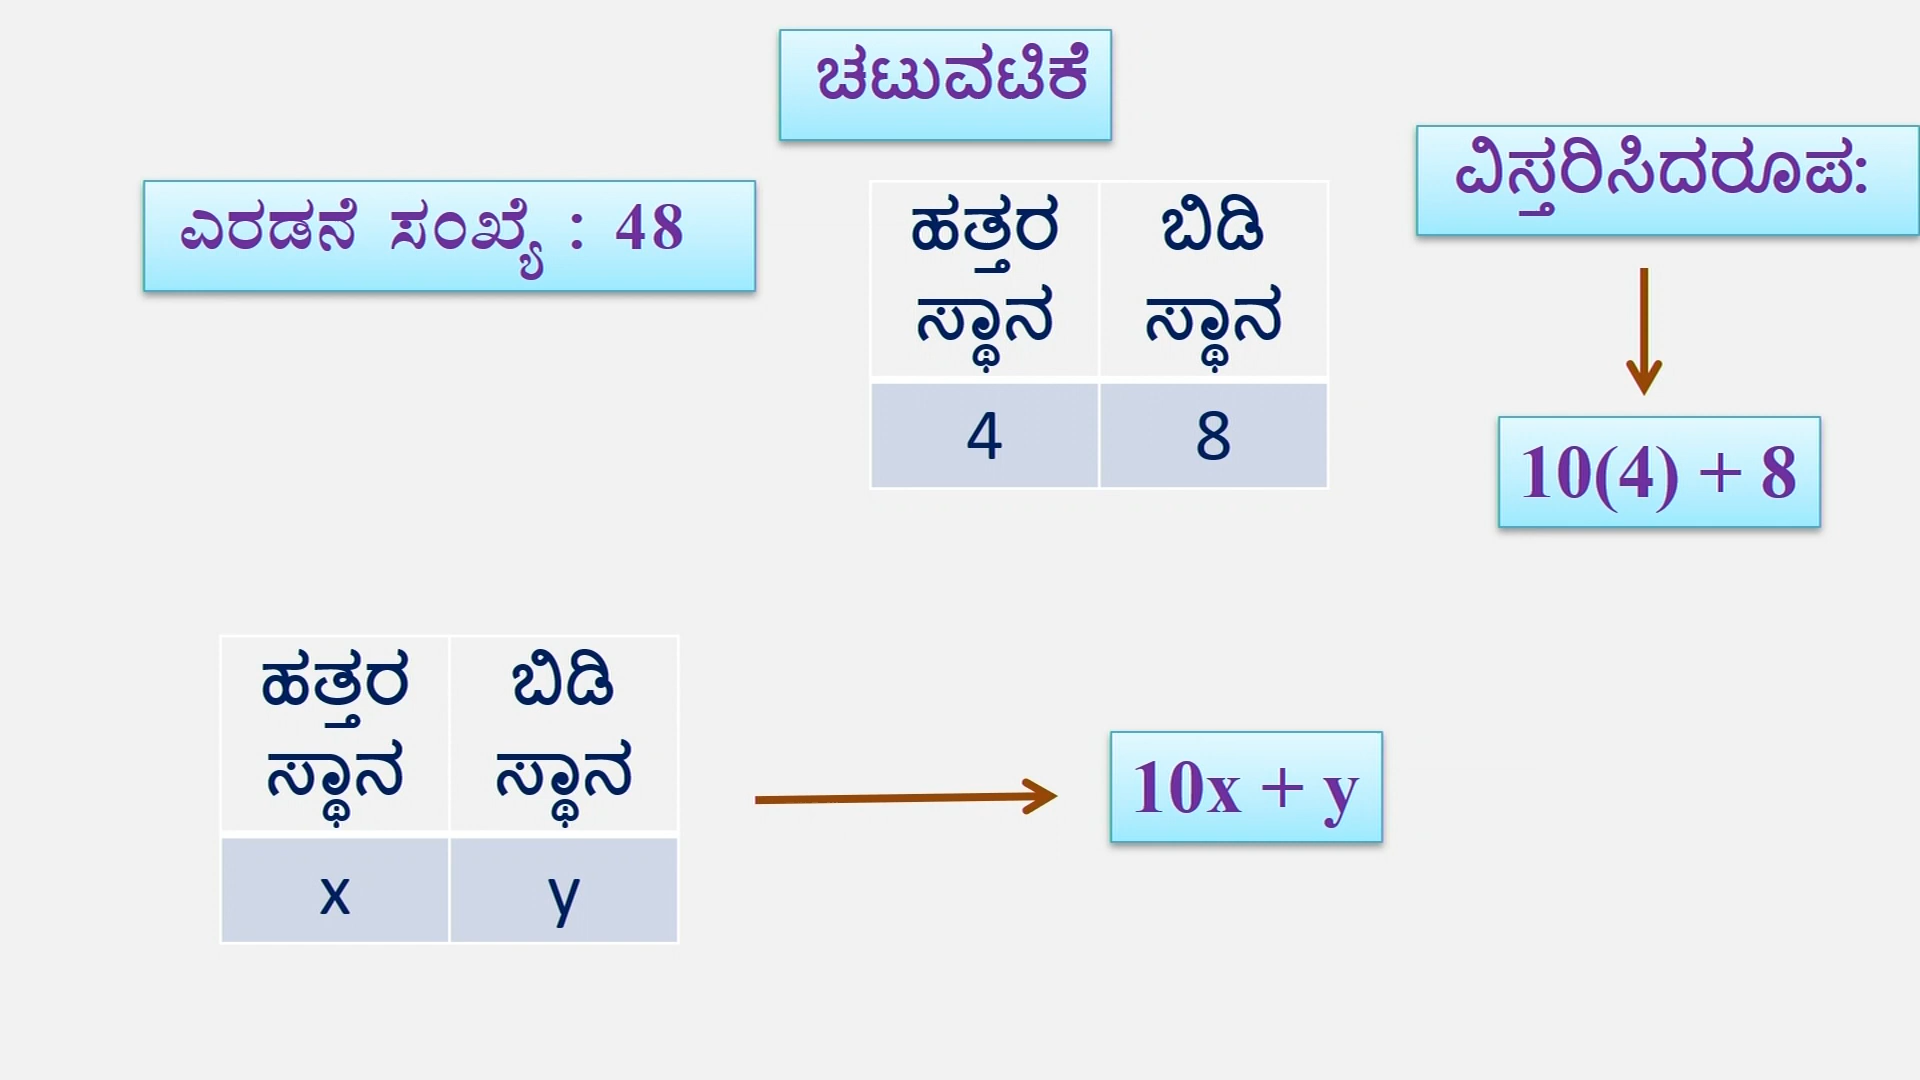 ಚಟುವಟಿಕೆ
ಎರಡನೆ ಸಂಖ್ಯೆ : 48
ಹತ್ತರ ಸ್ಥಾನ
ಬಿಡಿ ಸ್ಥಾನ
4
8
ವಿಸ್ತರಿಸಿದರೂಪ:
10(4) + 8
ಹತ್ತರ ಸ್ಥಾನ
ಬಿಡಿ ಸ್ಥಾನ
x
y
10x + y